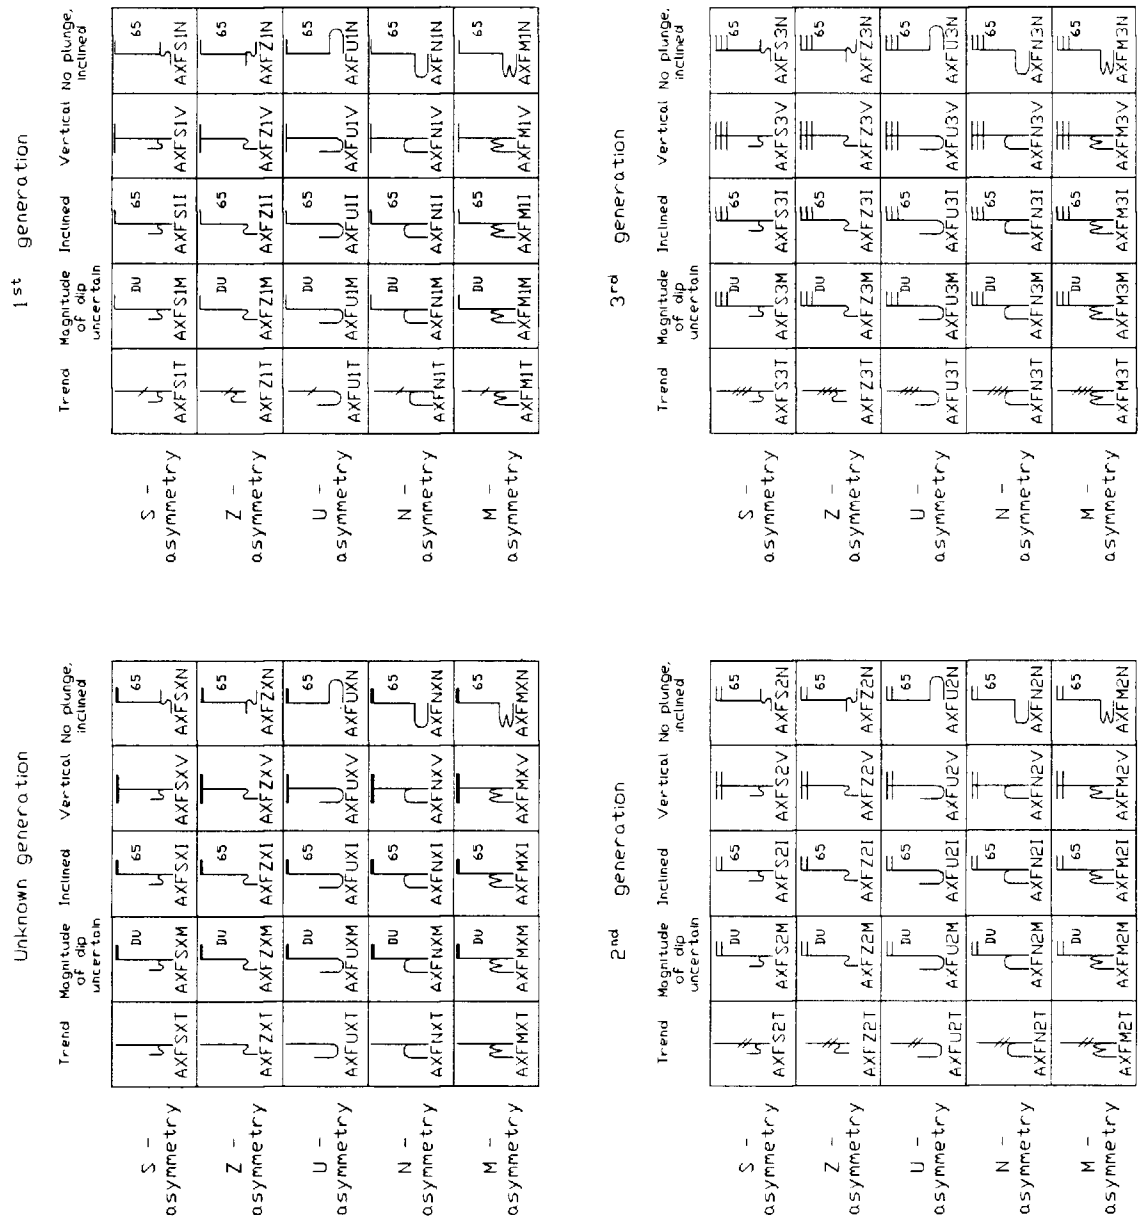 1st generation
Trend
Magnitude
of dip
uncertain
Inclined
Vertical
No plunge,
inclined
S -
asymmetry
AXFS1T
DU
AXFS1M
65
AXFS1I
AXFS1V
65
AXFS1N
Z -
asymmetry
AXFZ1T
DU
AXFZ1M
65
AXFZ1I
AXFZ1V
65
AXFZ1N
U -
asymmetry
AXFU1T
DU
AXFU1M
65
AXFU1I
AXFU1V
65
AXFU1N
N -
asymmetry
AXFN1T
DU
AXFN1M
65
AXFN1I
AXFN1V
65
AXFN1N
M -
asymmetry
AXFM1T
DU
AXFM1M
65
AXFM1I
AXFM1V
65
AXFM1N
3rd generation
Trend
Magnitude
of dip
uncertain
Inclined
Vertical
No plunge,
inclined
S -
asymmetry
AXFS3T
DU
AXFS3M
65
AXFS3I
AXFS3V
65
AXFS3N
Z -
asymmetry
AXFZ3T
DU
AXFZ3M
65
AXFZ3I
AXFZ3V
65
AXFZ3N
U -
asymmetry
AXFU3T
DU
AXFU3M
65
AXFU3I
AXFU3V
65
AXFU3N
N -
asymmetry
AXFN3T
DU
AXFN3M
65
AXFN3I
AXFN3V
65
AXFN3N
M -
asymmetry
AXFM3T
DU
AXFM3M
65
AXFM3I
AXFM3V
65
AXFM3N
Unknown generation
Trend
Magnitude
of dip
uncertain
Inclined
Vertical
No plunge,
inclined
S -
asymmetry
AXFSXT
DU
AXFSXM
65
AXFSXI
AXFSXV
65
AXFSXN
Z -
asymmetry
AXFZXT
DU
AXFZXM
65
AXFZXI
AXFZXV
65
AXFZXN
U -
asymmetry
AXFUXT
DU
AXFUXM
65
AXFUXI
AXFUXV
65
AXFUXN
N -
asymmetry
AXFNXT
DU
AXFNXM
65
AXFNXI
AXFNXV
65
AXFNXN
M -
asymmetry
AXFMXT
DU
AXFMXM
65
AXFMXI
AXFMXV
65
AXFMXN
2nd generation
Trend
Magnitude
of dip
uncertain
Inclined
Vertical
No plunge,
inclined
S -
asymmetry
AXFS2T
DU
AXFS2M
65
AXFS2I
AXFS2V
65
AXFS2N
Z -
asymmetry
AXFZ2T
DU
AXFZ2M
65
AXFZ2I
AXFZ2V
65
AXFZ2N
U -
asymmetry
AXFU2T
DU
AXFU2M
65
AXFU2I
AXFU2V
65
AXFU2N
N -
asymmetry
AXFN2T
DU
AXFN2M
65
AXFN2I
AXFN2V
65
AXFN2N
M -
asymmetry
AXFM2T
DU
AXFM2M
65
AXFM2I
AXFM2V
65
AXFM2N